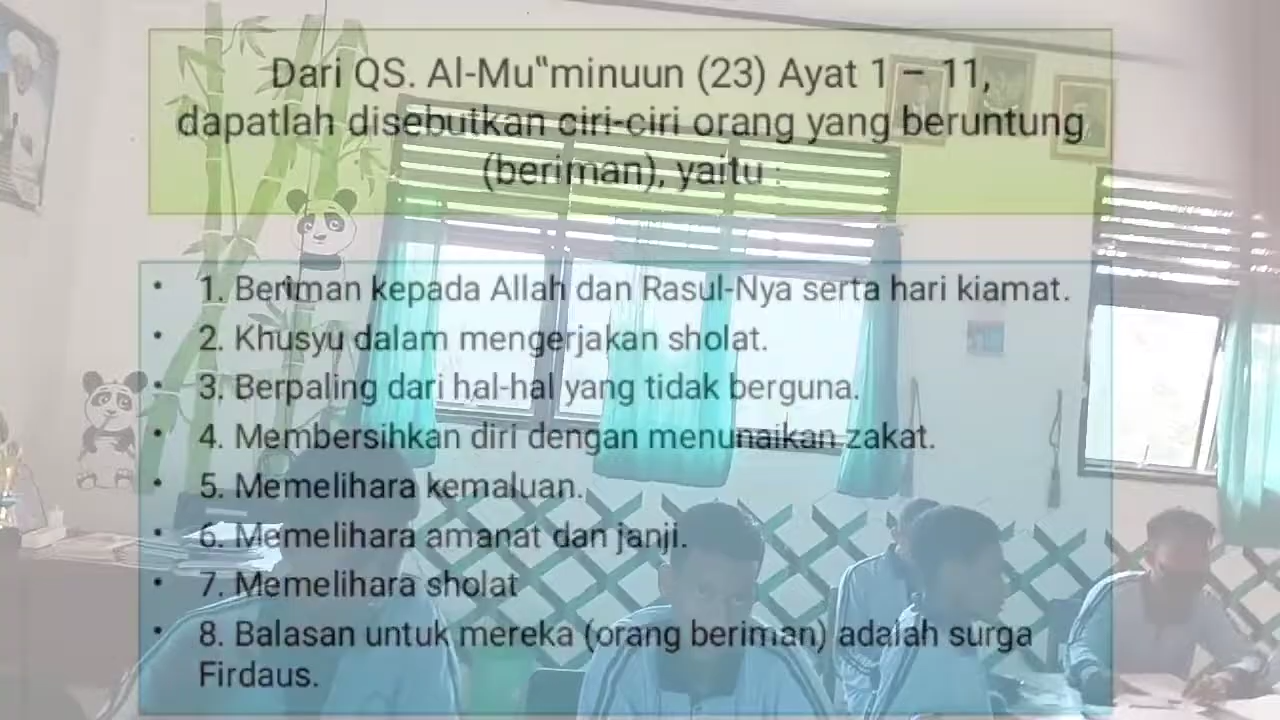 Dari QS. Al-Mu‟minuun (23) Ayat 1 – 11,
dapatlah disebutkan ciri-ciri orang yang beruntung
(beriman), yaitu :
• 1. Beriman kepada Allah dan Rasul-Nya serta hari kiamat.
• 2. Khusyu dalam mengerjakan sholat.
• 3. Berpaling dari hal-hal yang tidak berguna.
• 4. Membersihkan diri dengan menunaikan zakat.
• 5. Memelihara kemaluan.
• 6. Memelihara amanat dan janji.
• 7. Memelihara sholat
• 8. Balasan untuk mereka (orang beriman) adalah surga
Firdaus.